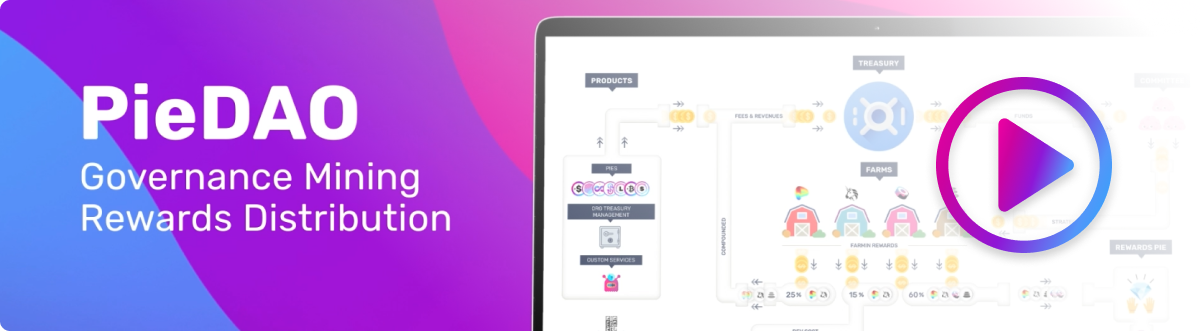 PieDAO
Governance Mining
Rewards Distribution
PRODUCTS
TREASURY
FEES & REVENUES
PIES
DAO TREASURY
MANAGEMENT
CUSTOM SERVICES
FARMS
FARMIN REWARDS
COMPOUNDED
25%
15%
60%
REWARDS PIE